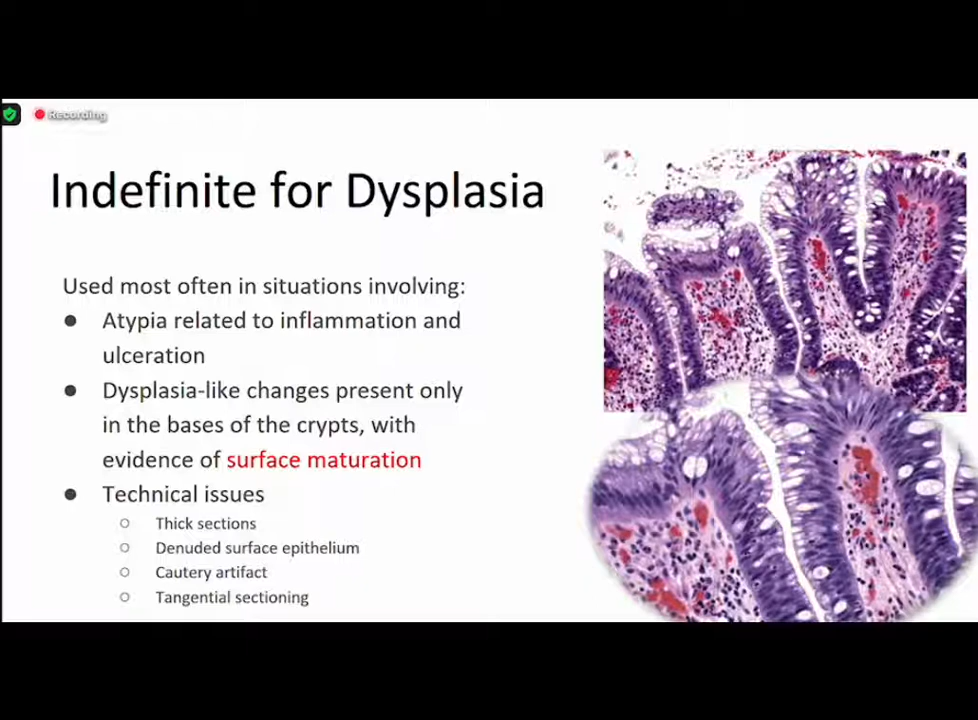 Recording
Indefinite for Dysplasia
Used most often in situations involving:
● Atypia related to inflammation and
ulceration
● Dysplasia-like changes present only
in the bases of the crypts, with
evidence of surface maturation
● Technical issues
○ Thick sections
○ Denuded surface epithelium
○ Cautery artifact
○ Tangential sectioning